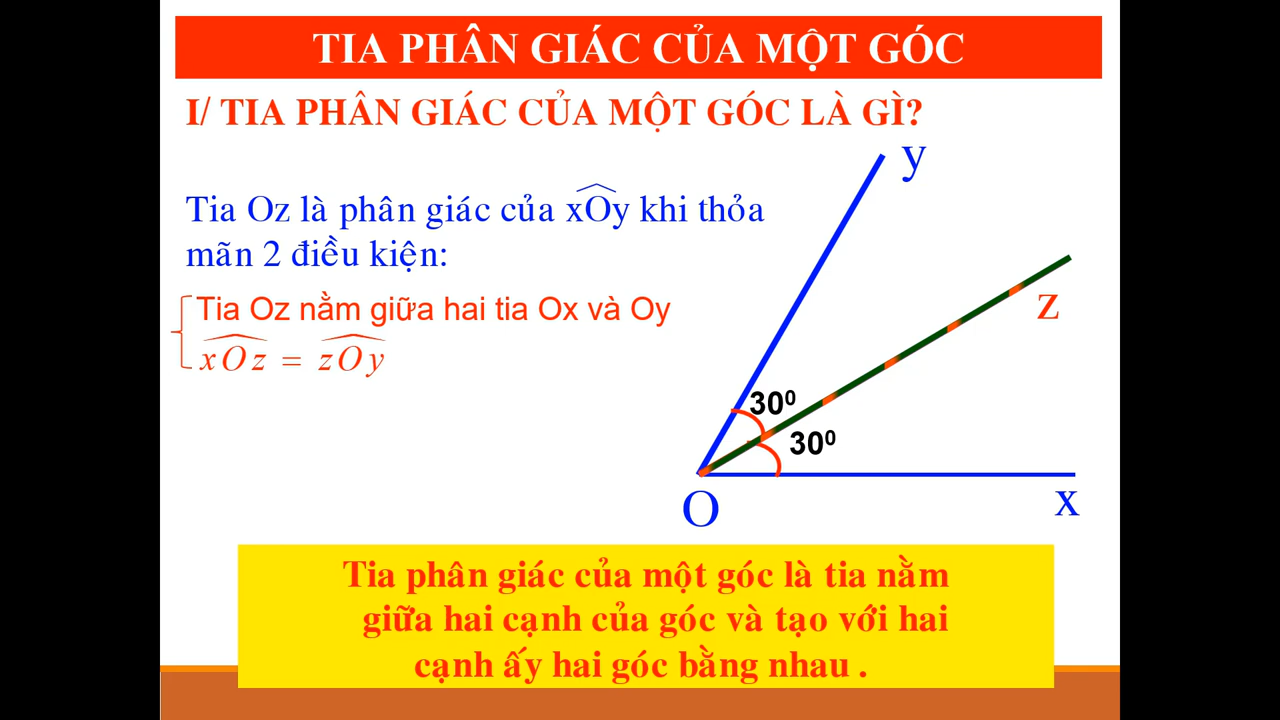 TIA PHÂN GIÁC CỦA MỘT GÓC
I/ TIA PHÂN GIÁC CỦA MỘT GÓC LÀ GÌ?
y
Tia Oz là phân giác của xOy khi thỏa
mãn 2 điều kiện:
Tia Oz nằm giữa hai tia Ox và Oy
z
xOz = zOy
30⁰
30⁰
O
x
Tia phân giác của một góc là tia nằm
giữa hai cạnh của góc và tạo với hai
cạnh ấy hai góc bằng nhau .